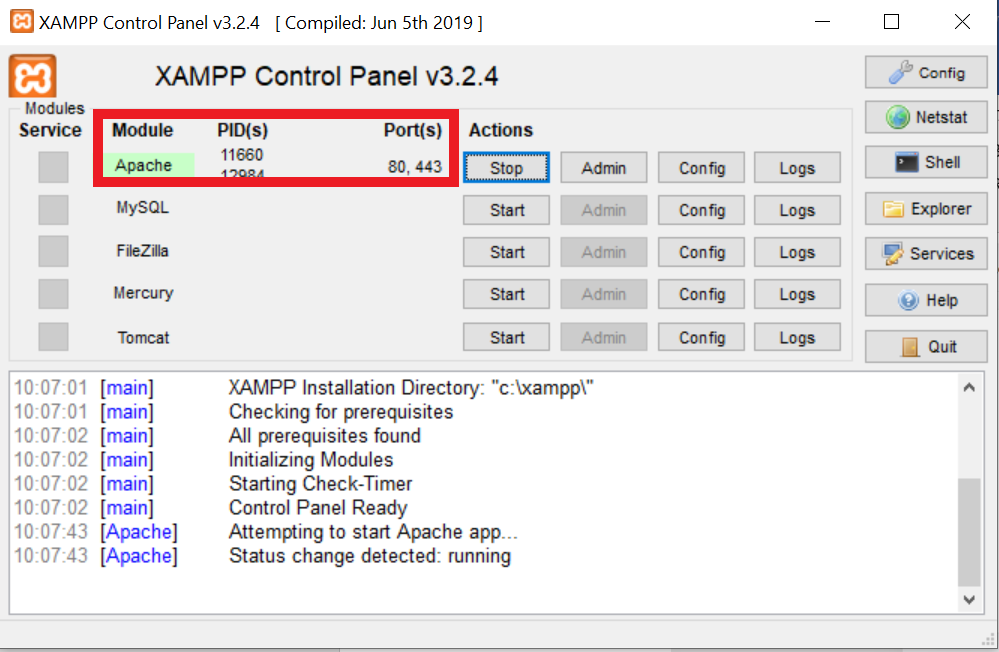 XAMPP Control Panel v3.2.4 [ Compiled: Jun 5th 2019 ]
XAMPP Control Panel v3.2.4
Config
Modules
Service Module PID(s) Port(s) Actions
Netstat
Apache 11660 12984 80, 443 Stop Admin Config Logs
Shell
MySQL Start Admin Config Logs
Explorer
FileZilla Start Admin Config Logs
Services
Mercury Start Admin Config Logs
Help
Tomcat Start Admin Config Logs
Quit
10:07:01 [main] XAMPP Installation Directory: "c:\xampp\"
10:07:01 [main] Checking for prerequisites
10:07:02 [main] All prerequisites found
10:07:02 [main] Initializing Modules
10:07:02 [main] Starting Check-Timer
10:07:02 [main] Control Panel Ready
10:07:43 [Apache] Attempting to start Apache app...
10:07:43 [Apache] Status change detected: running